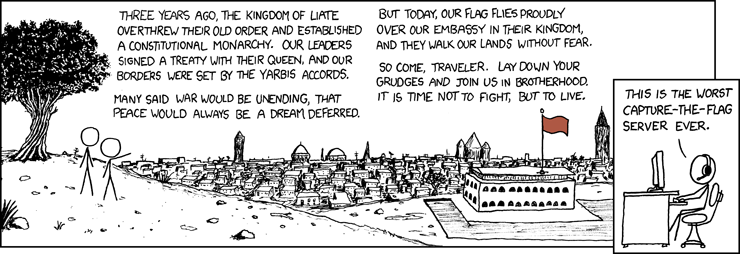 THREE YEARS AGO, THE KINGDOM OF LIATE
OVERTHREW THEIR OLD ORDER AND ESTABLISHED
A CONSTITUTIONAL MONARCHY. OUR LEADERS
SIGNED A TREATY WITH THEIR QUEEN, AND OUR
BORDERS WERE SET BY THE YARBIS ACCORDS.
MANY SAID WAR WOULD BE UNENDING, THAT
PEACE WOULD ALWAYS BE A DREAM DEFERRED.
BUT TODAY, OUR FLAG FLIES PROUDLY
OVER OUR EMBASSY IN THEIR KINGDOM,
AND THEY WALK OUR LANDS WITHOUT FEAR.
SO COME, TRAVELER. LAY DOWN YOUR
GRUDGES AND JOIN US IN BROTHERHOOD.
IT IS TIME NOT TO FIGHT, BUT TO LIVE.
THIS IS THE WORST
CAPTURE-THE-FLAG
SERVER EVER.